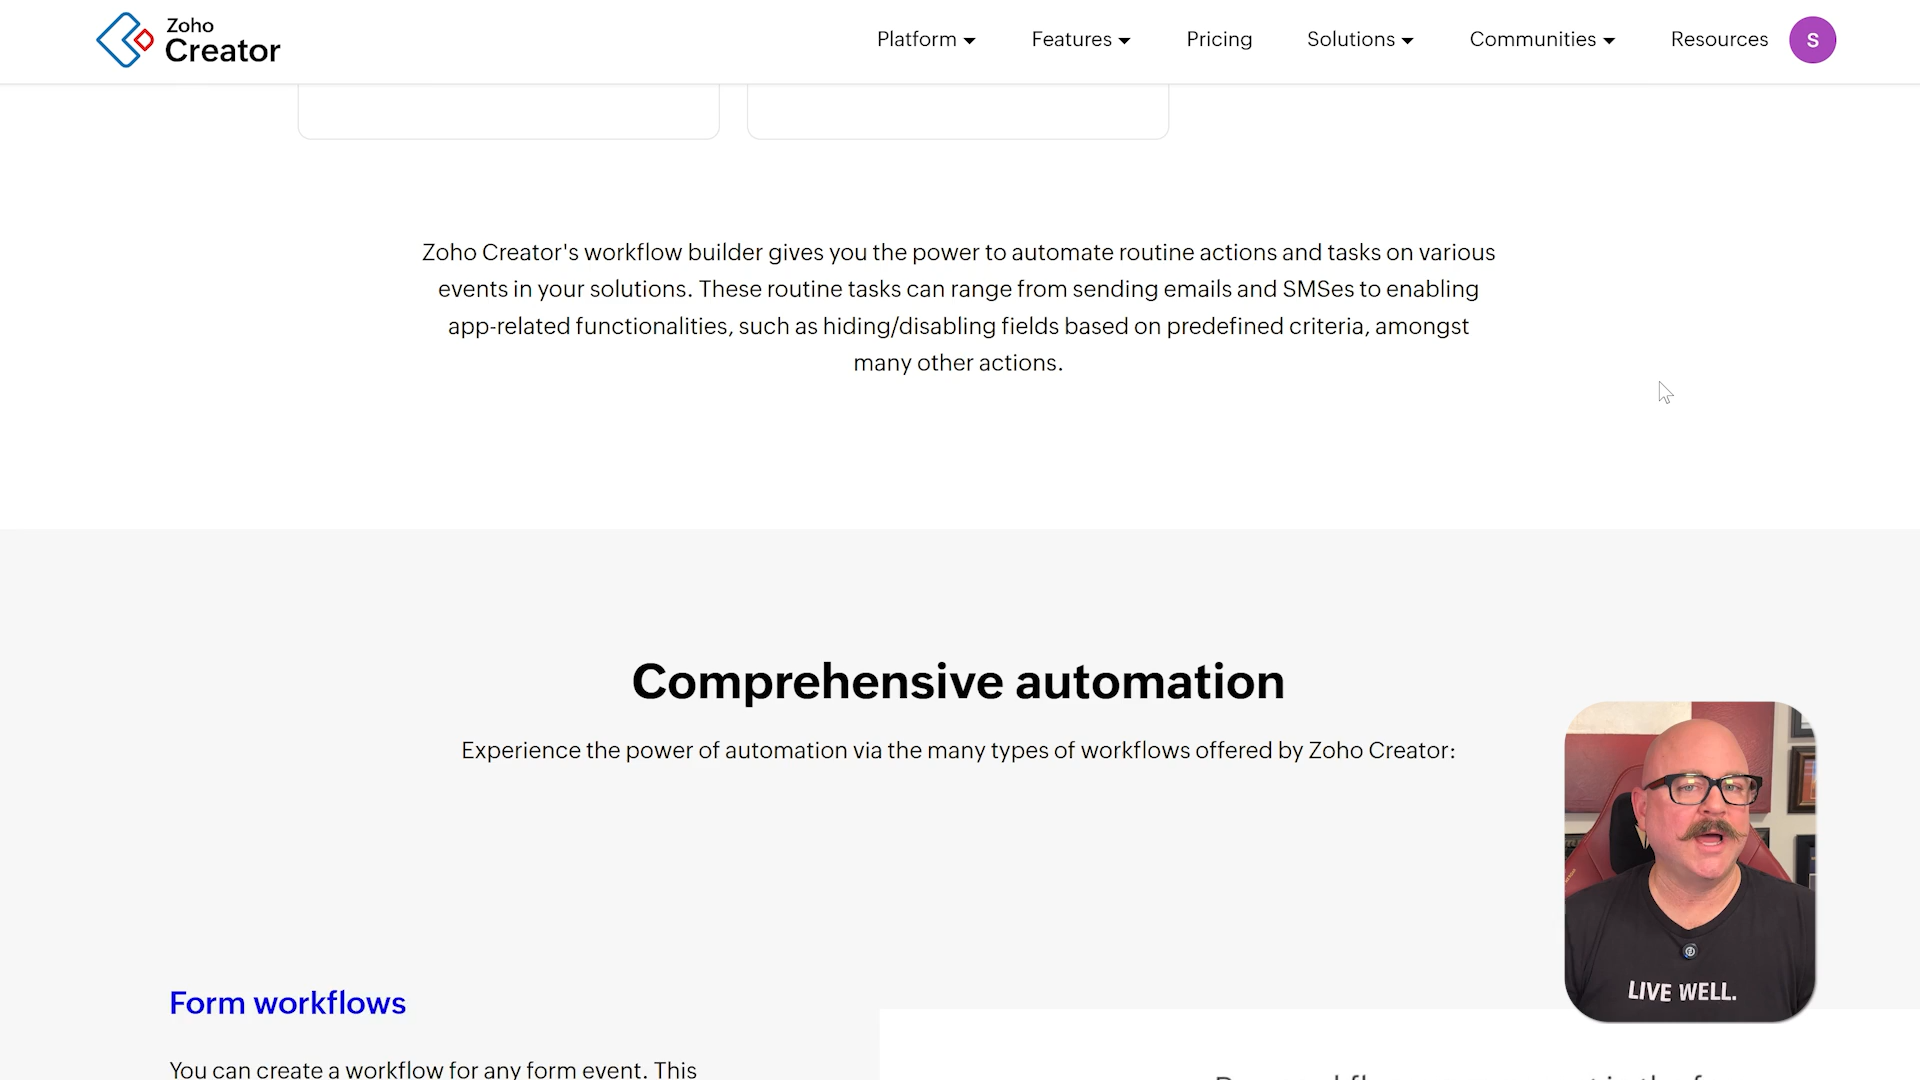 Zoho
Creator
Platform
Features
Pricing
Solutions
Communities
Resources
S
Zoho Creator's workflow builder gives you the power to automate routine actions and tasks on various
events in your solutions. These routine tasks can range from sending emails and SMSes to enabling
app-related functionalities, such as hiding/disabling fields based on predefined criteria, amongst
many other actions.
Comprehensive automation
Experience the power of automation via the many types of workflows offered by Zoho Creator:
LIVE WELL.
Form workflows
You can create a workflow for any form event. This